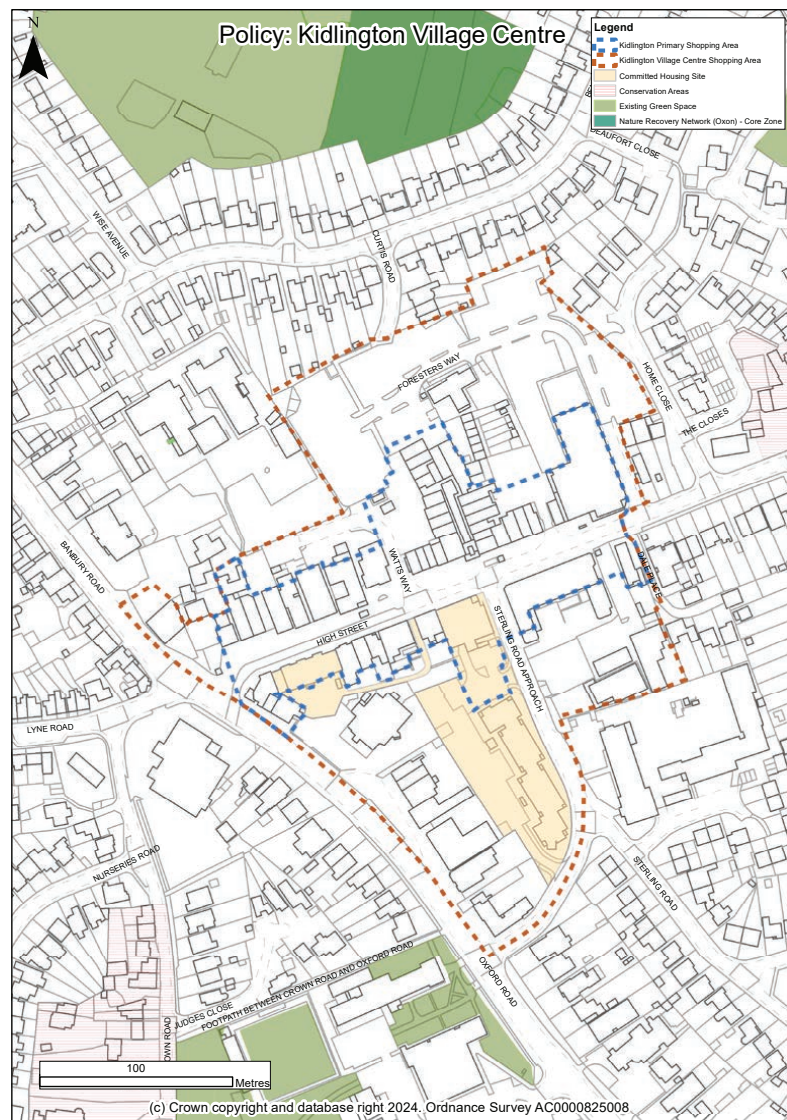 N
Policy: Kidlington Village Centre
Legend
Kidlington Primary Shopping Area
Kidlington Village Centre Shopping Area
Committed Housing Site
Conservation Areas
Existing Green Space
Nature Recovery Network (Oxon) - Core Zone
BEAUFORT CLOSE
WISE AVENUE
CURTIS ROAD
FORESTERS WAY
HOME CLOSE
THE CLOSES
BANBURY ROAD
WATTS WAY
DALE PLACE
HIGH STREET
STERLING ROAD APPROACH
LYNE ROAD
NURSERIES ROAD
STERLING ROAD
OXFORD ROAD
FOOTPATH BETWEEN CROWN ROAD AND OXFORD ROAD
JUDGES CLOSE
OWN ROAD
100
Metres
(c) Crown copyright and database right 2024. Ordnance Survey AC0000825008